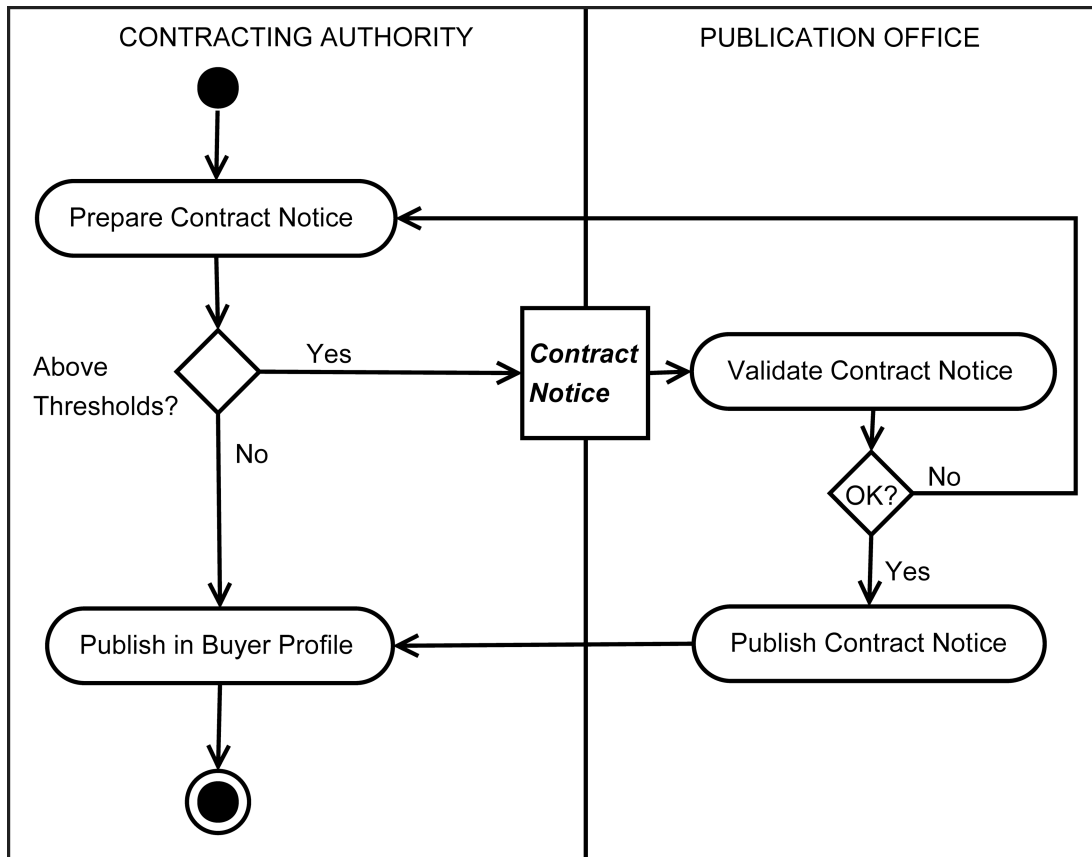 CONTRACTING AUTHORITY
PUBLICATION OFFICE
Prepare Contract Notice
Above
Thresholds?
Yes
Contract
Notice
Validate Contract Notice
No
OK?
No
Yes
Publish in Buyer Profile
Publish Contract Notice